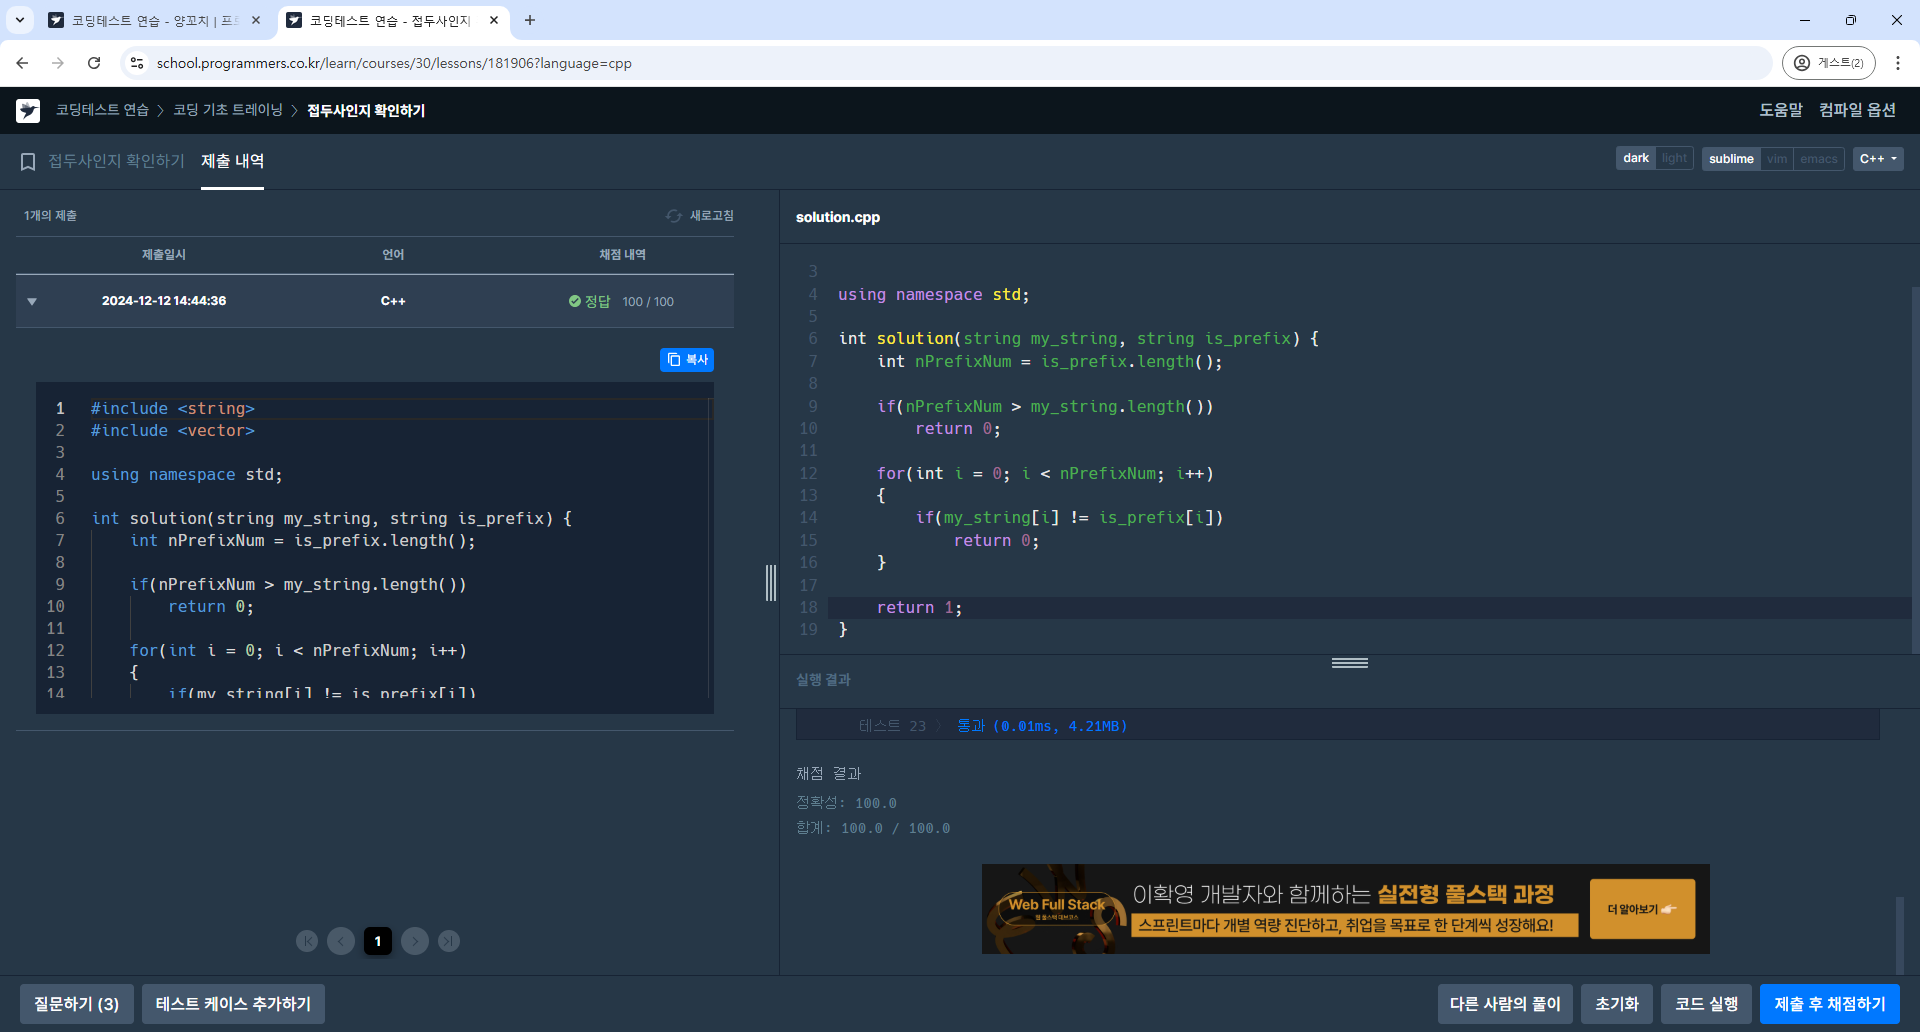 코딩테스트 연습 - 양꼬치 | 프
코딩테스트 연습 - 접두사인지
school.programmers.co.kr/learn/courses/30/lessons/181906?language=cpp
게스트(2)
코딩테스트 연습 > 코딩 기초 트레이닝 > 접두사인지 확인하기
도움말 컴파일 옵션
접두사인지 확인하기 제출 내역
dark light sublime vim emacs C++
1개의 제출
새로고침
제출일시 언어 채점 내역
2024-12-12 14:44:36 C++ 정답 100 / 100
복사
1 #include <string>
2 #include <vector>
3
4 using namespace std;
5
6 int solution(string my_string, string is_prefix) {
7 int nPrefixNum = is_prefix.length();
8
9 if(nPrefixNum > my_string.length())
10 return 0;
11
12 for(int i = 0; i < nPrefixNum; i++)
13 {
14 if(my_string[i] != is_prefix[i])
1
solution.cpp
3
4 using namespace std;
5
6 int solution(string my_string, string is_prefix) {
7 int nPrefixNum = is_prefix.length();
8
9 if(nPrefixNum > my_string.length())
10 return 0;
11
12 for(int i = 0; i < nPrefixNum; i++)
13 {
14 if(my_string[i] != is_prefix[i])
15 return 0;
16 }
17
18 return 1;
19 }
실행 결과
테스트 23 > 통과 (0.01ms, 4.21MB)
채점 결과
정확성: 100.0
합계: 100.0 / 100.0
Web Full Stack
이확영 개발자와 함께하는 실전형 풀스택 과정
스프린트마다 개별 역량 진단하고, 취업을 목표로 한 단계씩 성장해요!
더 알아보기
질문하기 (3) 테스트 케이스 추가하기
다른 사람의 풀이 초기화 코드 실행 제출 후 채점하기